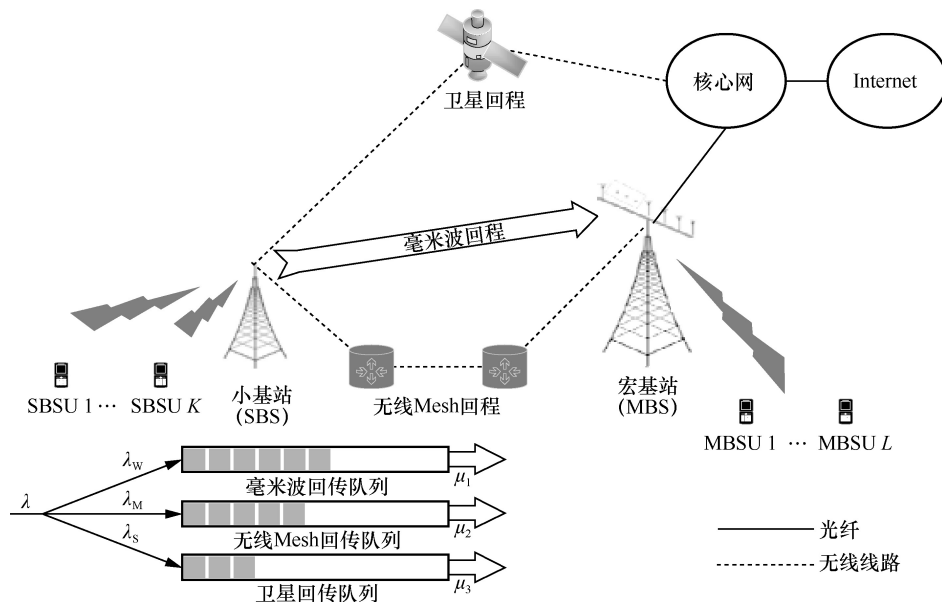 卫星回程
核心网
Internet
毫米波回程
SBSU 1 … SBSU K
小基站
(SBS)
无线Mesh回程
宏基站
(MBS)
MBSU 1 … MBSU L
λ
λW
毫米波回传队列
μ1
λM
无线Mesh回传队列
μ2
λS
卫星回传队列
μ3
光纤
无线线路